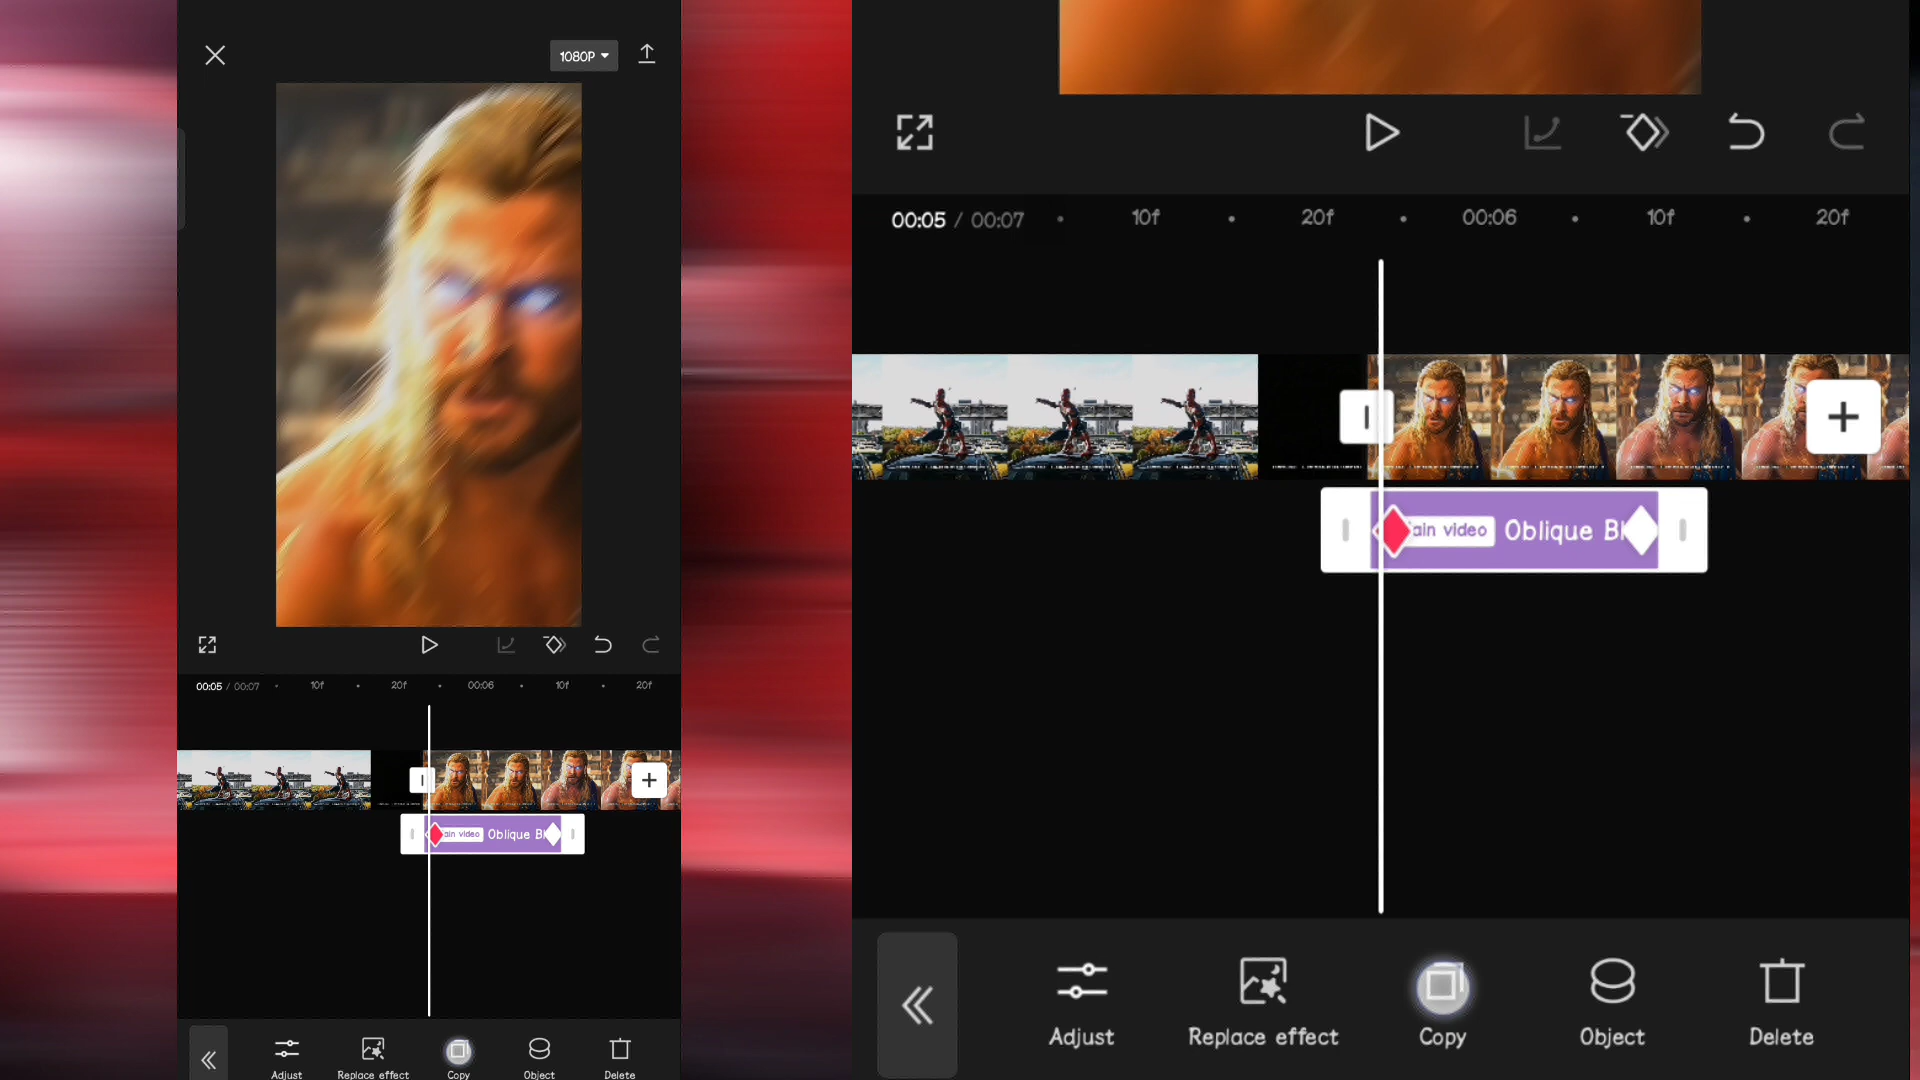 1080P
00:05 / 00:07 10f 20f 00:06 10f 20f
ain video Oblique Bl
Adjust Replace effect Copy Object Delete
00:05 / 00:07 10f 20f 00:06 10f 20f
ain video Oblique Bl
Adjust Replace effect Copy Object Delete